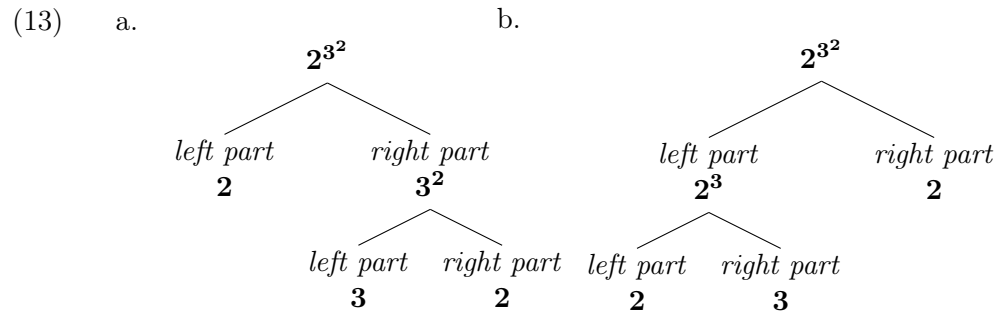 (13) a. b.
2^{3^2} 2^{3^2}
left part right part left part right part
2 3^2 2^3 2
left part right part left part right part
3 2 2 3